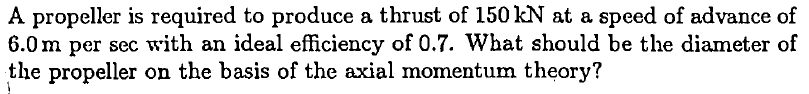 A propeller is required to produce a thrust of 150 kN at a speed of advance of
6.0 m per sec with an ideal efficiency of 0.7. What should be the diameter of
the propeller on the basis of the axial momentum theory?